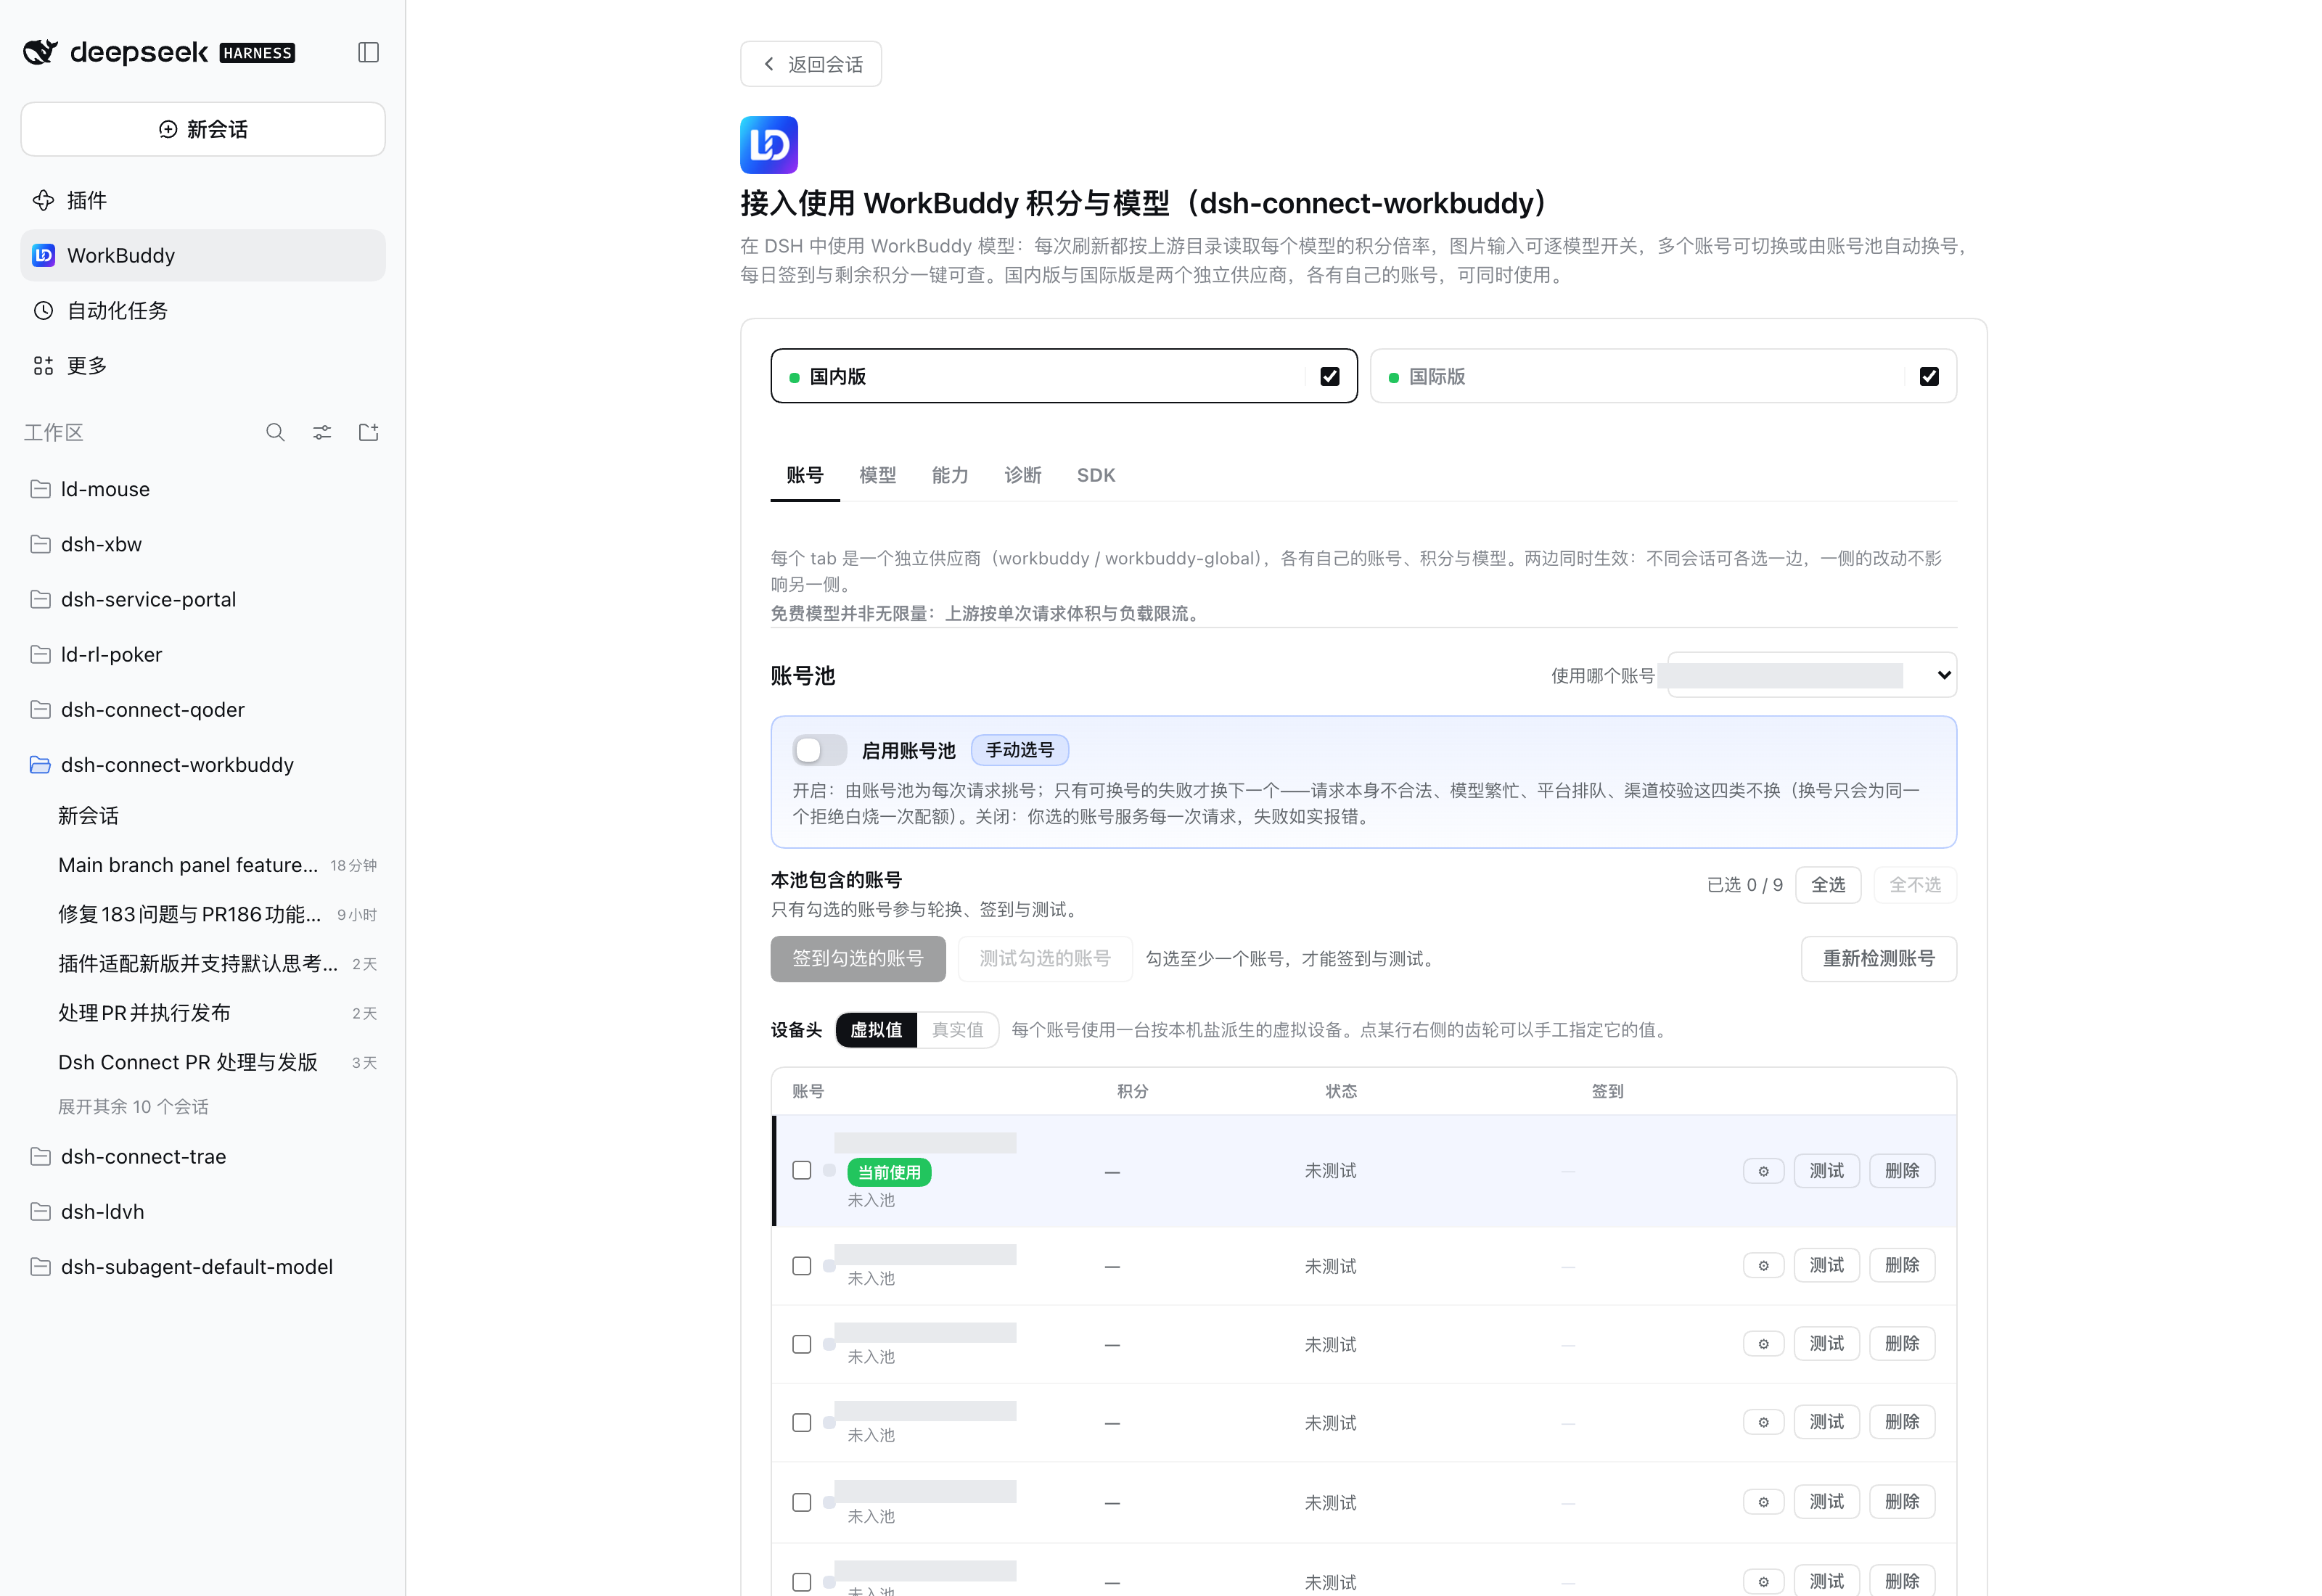 deepseek HARNESS
新会话
插件
WorkBuddy
自动化任务
更多
工作区
ld-mouse
dsh-xbw
dsh-service-portal
ld-rl-poker
dsh-connect-qoder
dsh-connect-workbuddy
新会话
Main branch panel feature... 18分钟
修复183问题与PR186功能... 9小时
插件适配新版并支持默认思考... 2天
处理PR并执行发布 2天
Dsh Connect PR 处理与发版 3天
展开其余 10 个会话
dsh-connect-trae
dsh-ldvh
dsh-subagent-default-model
返回会话
接入使用 WorkBuddy 积分与模型（dsh-connect-workbuddy）
在 DSH 中使用 WorkBuddy 模型：每次刷新都按上游目录读取每个模型的积分倍率，图片输入可逐模型开关，多个账号可切换或由账号池自动换号，
每日签到与剩余积分一键可查。国内版与国际版是两个独立供应商，各有自己的账号，可同时使用。
国内版
国际版
账号 模型 能力 诊断 SDK
每个 tab 是一个独立供应商（workbuddy / workbuddy-global），各有自己的账号、积分与模型。两边同时生效：不同会话可各选一边，一侧的改动不影
响另一侧。
免费模型并非无限量：上游按单次请求体积与负载限流。
账号池
使用哪个账号
启用账号池 手动选号
开启：由账号池为每次请求挑号；只有可换号的失败才换下一个——请求本身不合法、模型繁忙、平台排队、渠道校验这四类不换（换号只会为同一
个拒绝白烧一次配额）。关闭：你选的账号服务每一次请求，失败如实报错。
本池包含的账号
只有勾选的账号参与轮换、签到与测试。
已选 0 / 9 全选 全不选
签到勾选的账号 测试勾选的账号 勾选至少一个账号，才能签到与测试。 重新检测账号
设备头 虚拟值 真实值 每个账号使用一台按本机盐派生的虚拟设备。点某行右侧的齿轮可以手工指定它的值。
账号 积分 状态 签到
当前使用
未入池
— 未测试 — 测试 删除
未入池
— 未测试 — 测试 删除
未入池
— 未测试 — 测试 删除
未入池
— 未测试 — 测试 删除
未入池
— 未测试 — 测试 删除
未入池
— 未测试 — 测试 删除